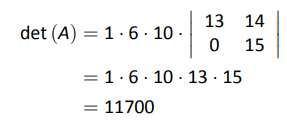 det (A) = 1 · 6 · 10 · | 13 14 |
| 0 15 |
= 1 · 6 · 10 · 13 · 15
= 11700